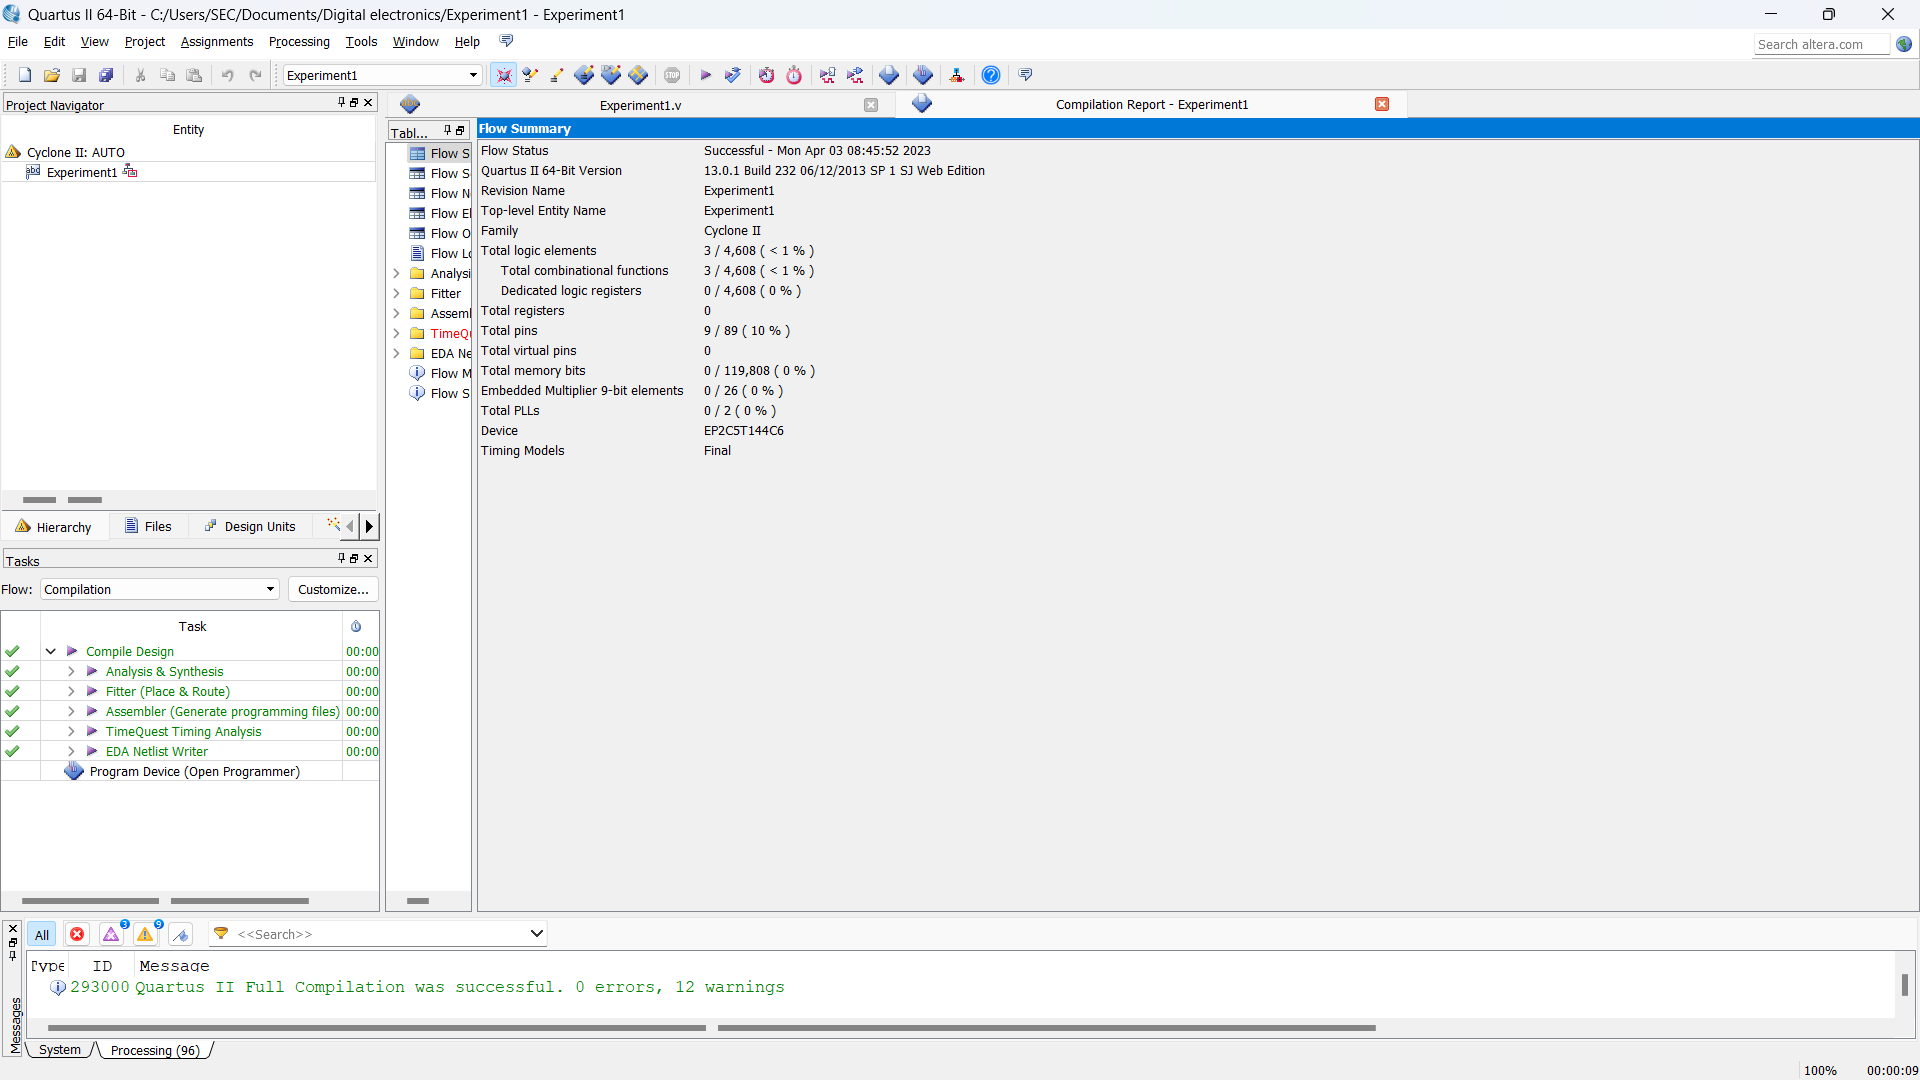 Quartus II 64-Bit - C:/Users/SEC/Documents/Digital electronics/Experiment1 - Experiment1
File Edit View Project Assignments Processing Tools Window Help
Search altera.com
Experiment1
STOP
Project Navigator
Entity
Cyclone II: AUTO
Experiment1
Hierarchy Files Design Units
Tasks
Flow: Compilation Customize...
Task
Compile Design 00:00
Analysis & Synthesis 00:00
Fitter (Place & Route) 00:00
Assembler (Generate programming files) 00:00
TimeQuest Timing Analysis 00:00
EDA Netlist Writer 00:00
Program Device (Open Programmer)
Experiment1.v Compilation Report - Experiment1
Tabl...
Flow S
Flow S
Flow N
Flow El
Flow O
Flow Lo
Analysi
Fitter
Assem
TimeQu
EDA Ne
Flow M
Flow S
Flow Summary
Flow Status Successful - Mon Apr 03 08:45:52 2023
Quartus II 64-Bit Version 13.0.1 Build 232 06/12/2013 SP 1 SJ Web Edition
Revision Name Experiment1
Top-level Entity Name Experiment1
Family Cyclone II
Total logic elements 3 / 4,608 ( < 1 % )
Total combinational functions 3 / 4,608 ( < 1 % )
Dedicated logic registers 0 / 4,608 ( 0 % )
Total registers 0
Total pins 9 / 89 ( 10 % )
Total virtual pins 0
Total memory bits 0 / 119,808 ( 0 % )
Embedded Multiplier 9-bit elements 0 / 26 ( 0 % )
Total PLLs 0 / 2 ( 0 % )
Device EP2C5T144C6
Timing Models Final
All 3 9 <<Search>>
Type ID Message
293000 Quartus II Full Compilation was successful. 0 errors, 12 warnings
Messages
System Processing (96)
100% 00:00:09